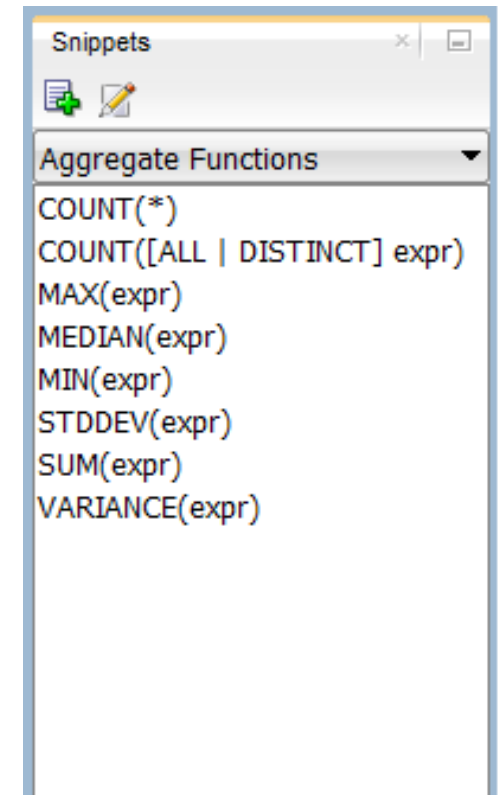 Snippets
Aggregate Functions
COUNT(*)
COUNT([ALL | DISTINCT] expr)
MAX(expr)
MEDIAN(expr)
MIN(expr)
STDDEV(expr)
SUM(expr)
VARIANCE(expr)